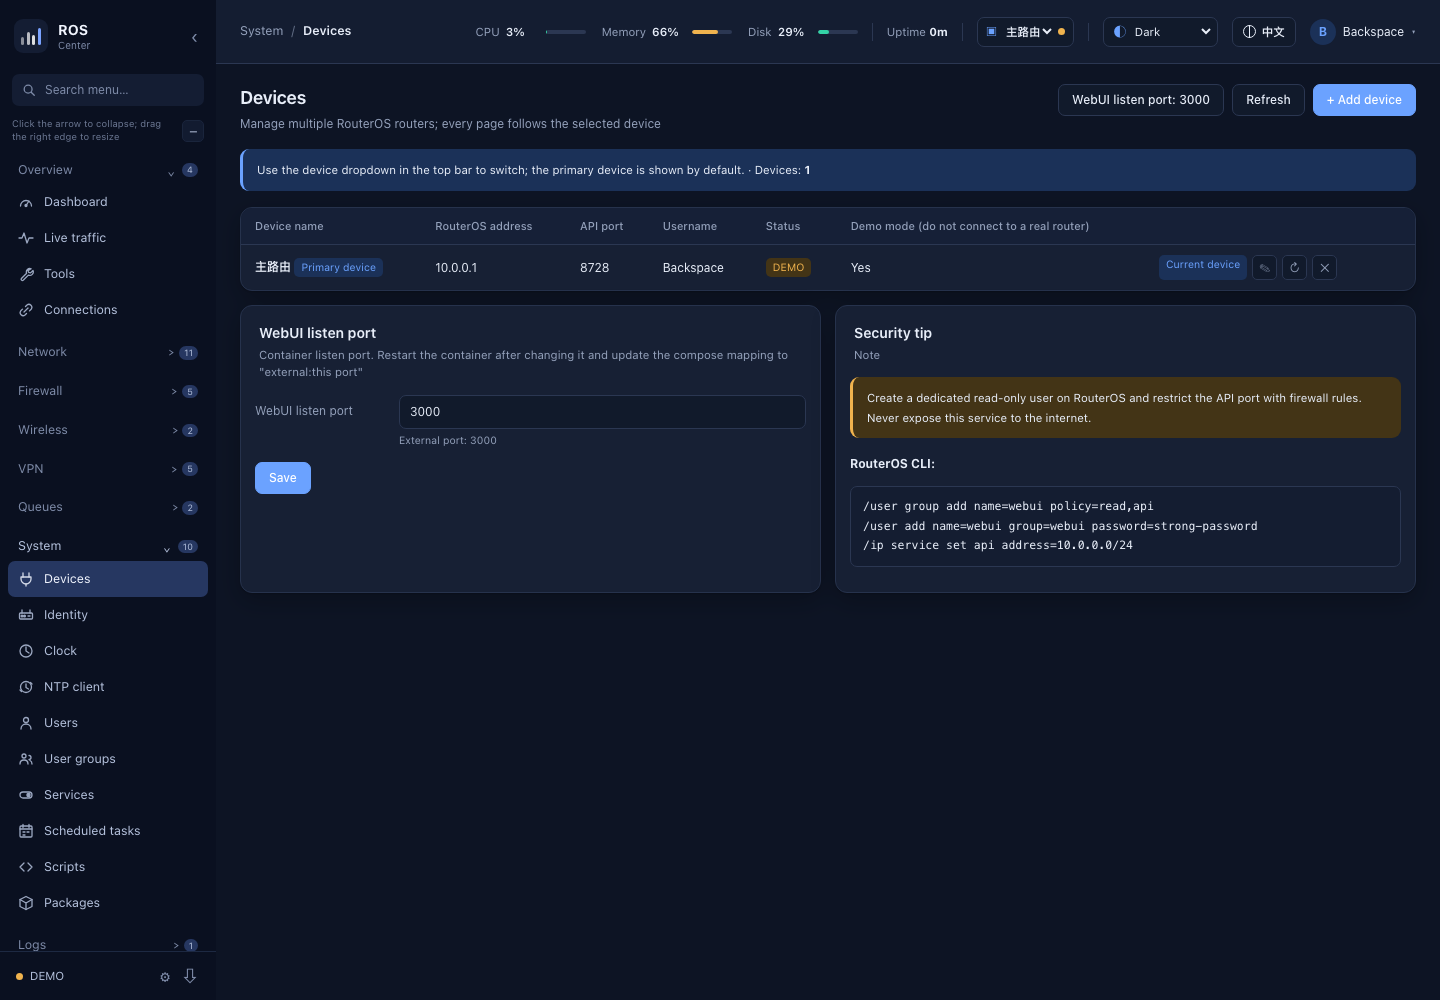 ROS
Center
Search menu...
Click the arrow to collapse; drag
the right edge to resize
Overview 4
Dashboard
Live traffic
Tools
Connections
Network > 11
Firewall > 5
Wireless > 2
VPN > 5
Queues > 2
System 10
Devices
Identity
Clock
NTP client
Users
User groups
Services
Scheduled tasks
Scripts
Packages
Logs > 1
DEMO
System / Devices
CPU 3% Memory 66% Disk 29% Uptime 0m 主路由 Dark 中文 B Backspace
Devices
Manage multiple RouterOS routers; every page follows the selected device
WebUI listen port: 3000 Refresh + Add device
Use the device dropdown in the top bar to switch; the primary device is shown by default. · Devices: 1
Device name RouterOS address API port Username Status Demo mode (do not connect to a real router)
主路由 Primary device 10.0.0.1 8728 Backspace DEMO Yes Current device
WebUI listen port
Container listen port. Restart the container after changing it and update the compose mapping to
"external:this port"
WebUI listen port 3000
External port: 3000
Save
Security tip
Note
Create a dedicated read-only user on RouterOS and restrict the API port with firewall rules.
Never expose this service to the internet.
RouterOS CLI:
/user group add name=webui policy=read,api
/user add name=webui group=webui password=strong-password
/ip service set api address=10.0.0.0/24